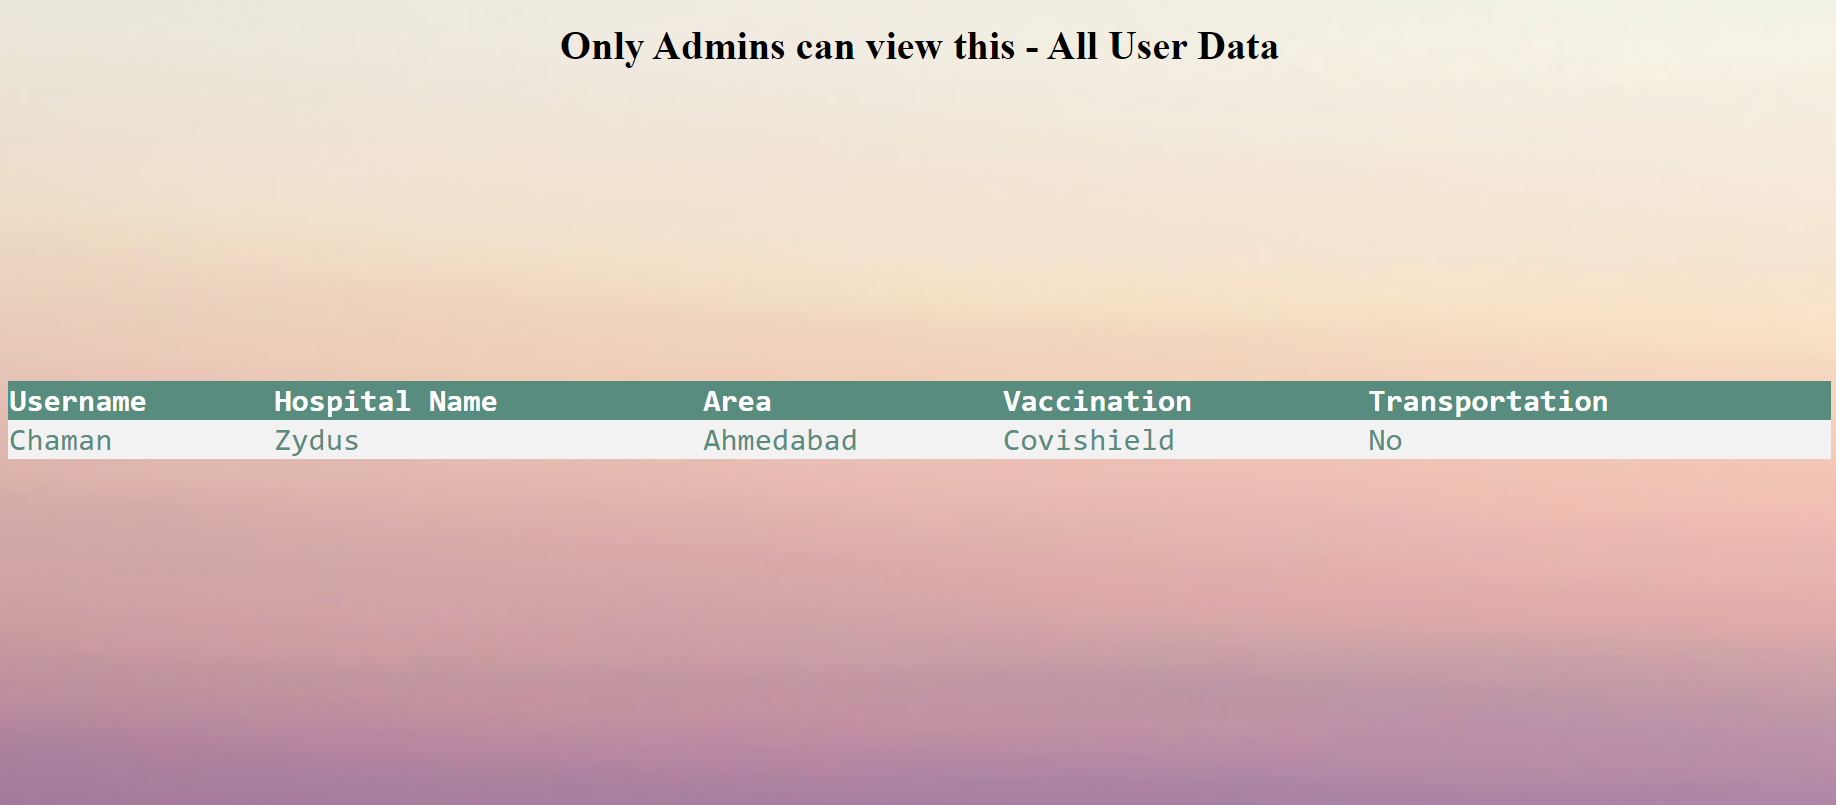 Only Admins can view this - All User Data
Username Hospital Name Area Vaccination Transportation
Chaman Zydus Ahmedabad Covishield No